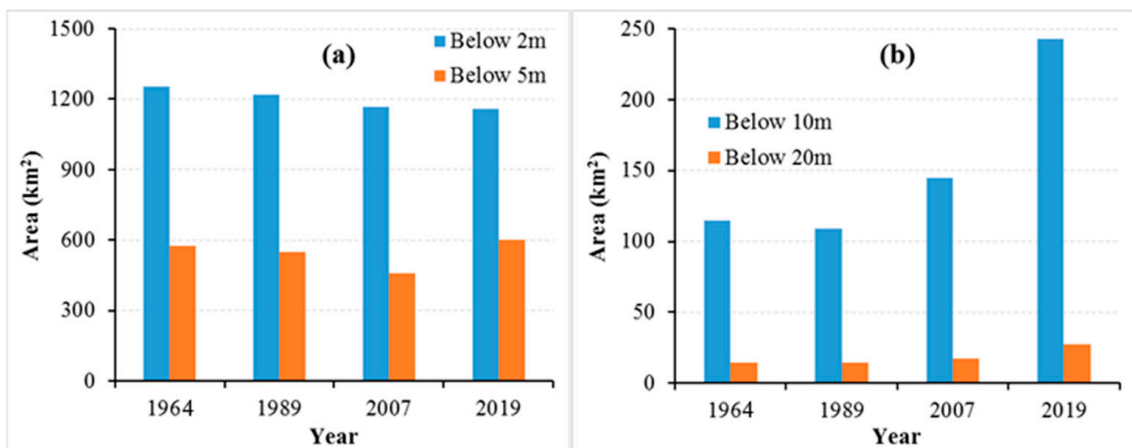 (a)
Below 2m
Below 5m
1500
1200
900
600
300
0
Area (km²)
1964 1989 2007 2019
Year
(b)
Below 10m
Below 20m
250
200
150
100
50
0
Area (km²)
1964 1989 2007 2019
Year